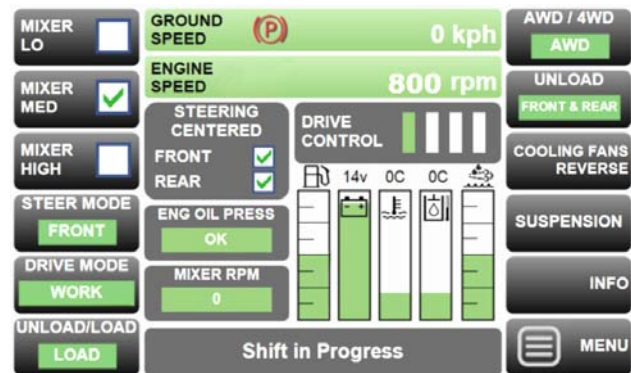 MIXER
LO
MIXER
MED
MIXER
HIGH
STEER MODE
FRONT
DRIVE MODE
WORK
UNLOAD/LOAD
LOAD
GROUND
SPEED
(P)
0 kph
ENGINE
SPEED
800 rpm
STEERING
CENTERED
FRONT
REAR
DRIVE
CONTROL
14v 0C 0C
ENG OIL PRESS
OK
MIXER RPM
0
Shift in Progress
AWD / 4WD
AWD
UNLOAD
FRONT & REAR
COOLING FANS
REVERSE
SUSPENSION
INFO
MENU